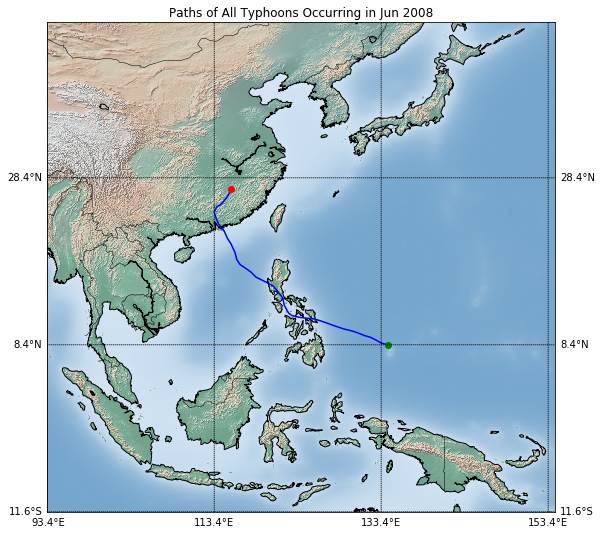 Paths of All Typhoons Occurring in Jun 2008
28.4°N 28.4°N
8.4°N 8.4°N
11.6°S 11.6°S
93.4°E 113.4°E 133.4°E 153.4°E